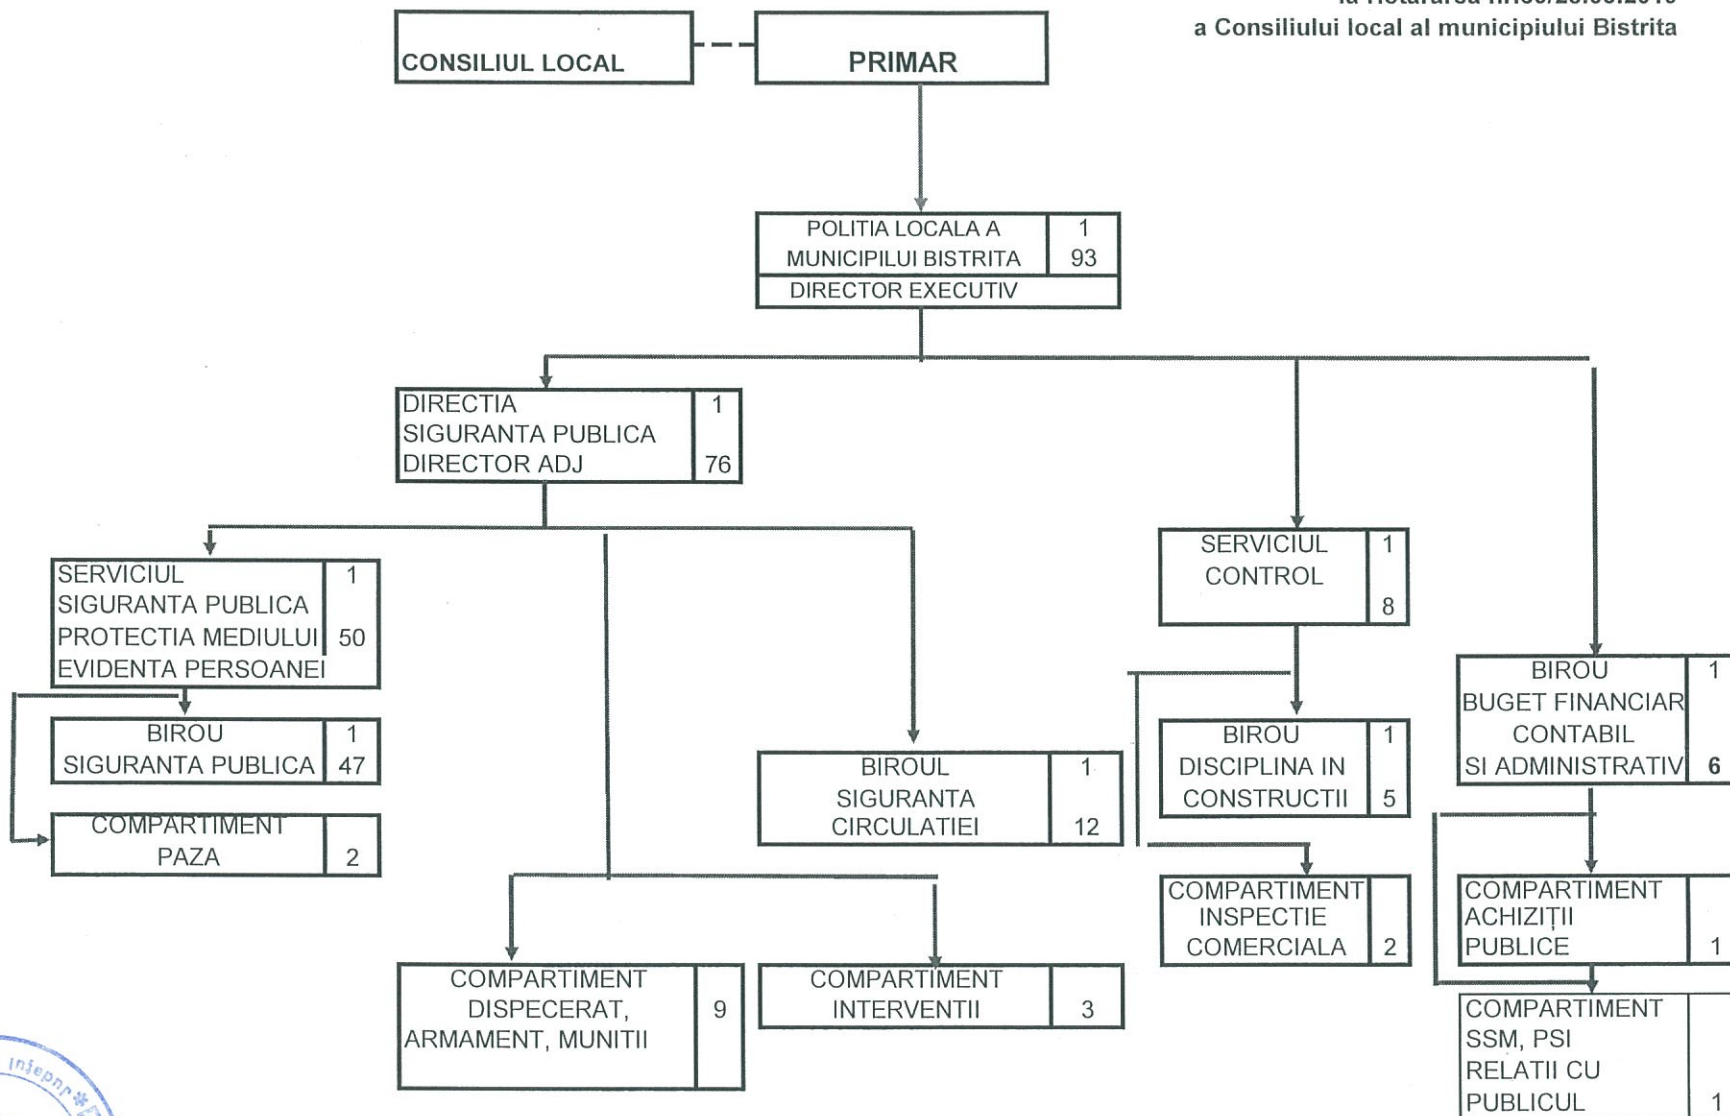 a Consiliului local al municipiului Bistrita
CONSILIUL LOCAL
PRIMAR
POLITIA LOCALA A 1
MUNICIPILUI BISTRITA 93
DIRECTOR EXECUTIV
DIRECTIA 1
SIGURANTA PUBLICA
DIRECTOR ADJ 76
SERVICIUL 1
SIGURANTA PUBLICA
PROTECTIA MEDIULUI 50
EVIDENTA PERSOANEI
BIROU 1
SIGURANTA PUBLICA 47
COMPARTIMENT
PAZA 2
COMPARTIMENT
DISPECERAT, 9
ARMAMENT, MUNITII
COMPARTIMENT
INTERVENTII 3
BIROUL 1
SIGURANTA
CIRCULATIEI 12
SERVICIUL 1
CONTROL
8
BIROU 1
DISCIPLINA IN
CONSTRUCTII 5
COMPARTIMENT
INSPECTIE
COMERCIALA 2
BIROU 1
BUGET FINANCIAR
CONTABIL
SI ADMINISTRATIV 6
COMPARTIMENT
ACHIZIȚII
PUBLICE 1
COMPARTIMENT
SSM, PSI
RELATII CU
PUBLICUL 1